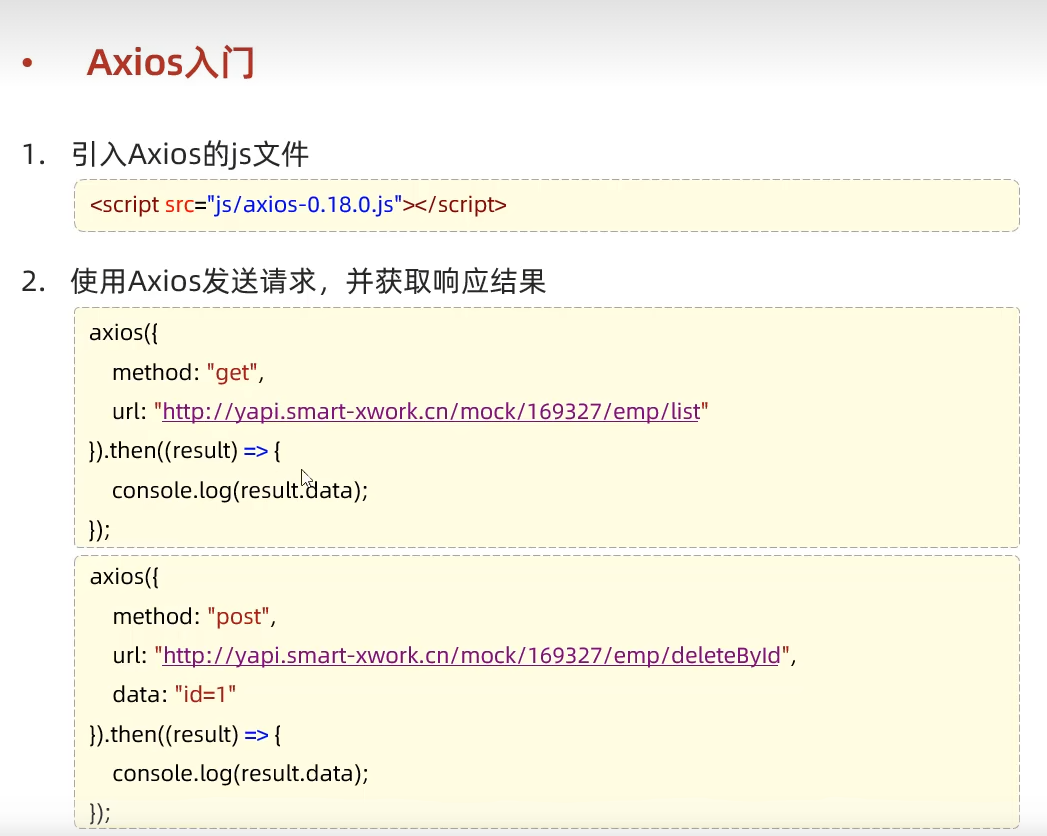 • Axios入门
1. 引入Axios的js文件
<script src="js/axios-0.18.0.js"></script>
2. 使用Axios发送请求，并获取响应结果
axios({
    method: "get",
    url: "http://yapi.smart-xwork.cn/mock/169327/emp/list"
}).then((result) => {
    console.log(result.data);
});
axios({
    method: "post",
    url: "http://yapi.smart-xwork.cn/mock/169327/emp/deleteById",
    data: "id=1"
}).then((result) => {
    console.log(result.data);
});